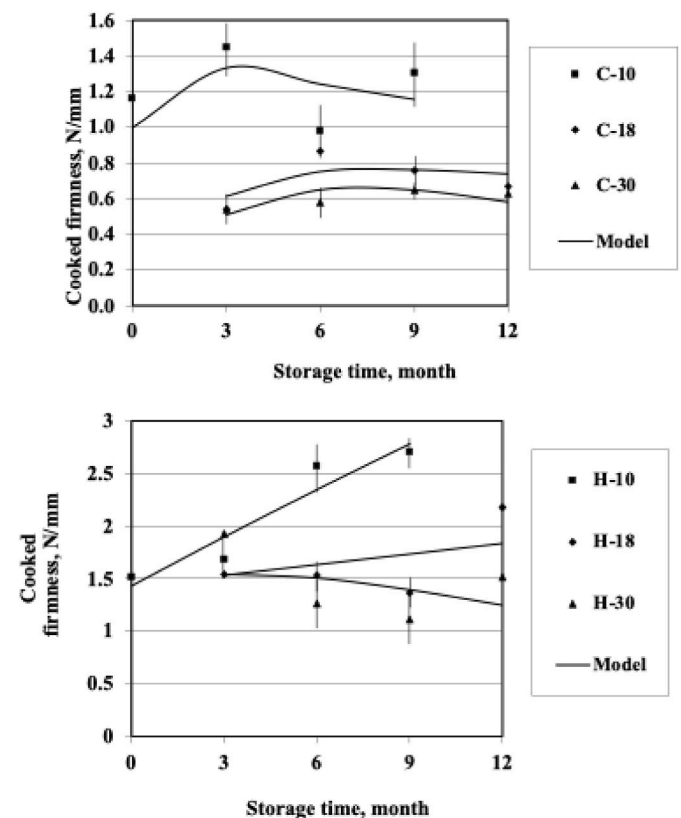 1.6
1.4
1.2
1.0
0.8
0.6
0.4
0.2
0.0
Cooked firmness, N/mm
0 3 6 9 12
Storage time, month
C-10
C-18
C-30
Model
3
2.5
2
1.5
1
0.5
0
Cooked
firmness, N/mm
0 3 6 9 12
Storage time, month
H-10
H-18
H-30
Model